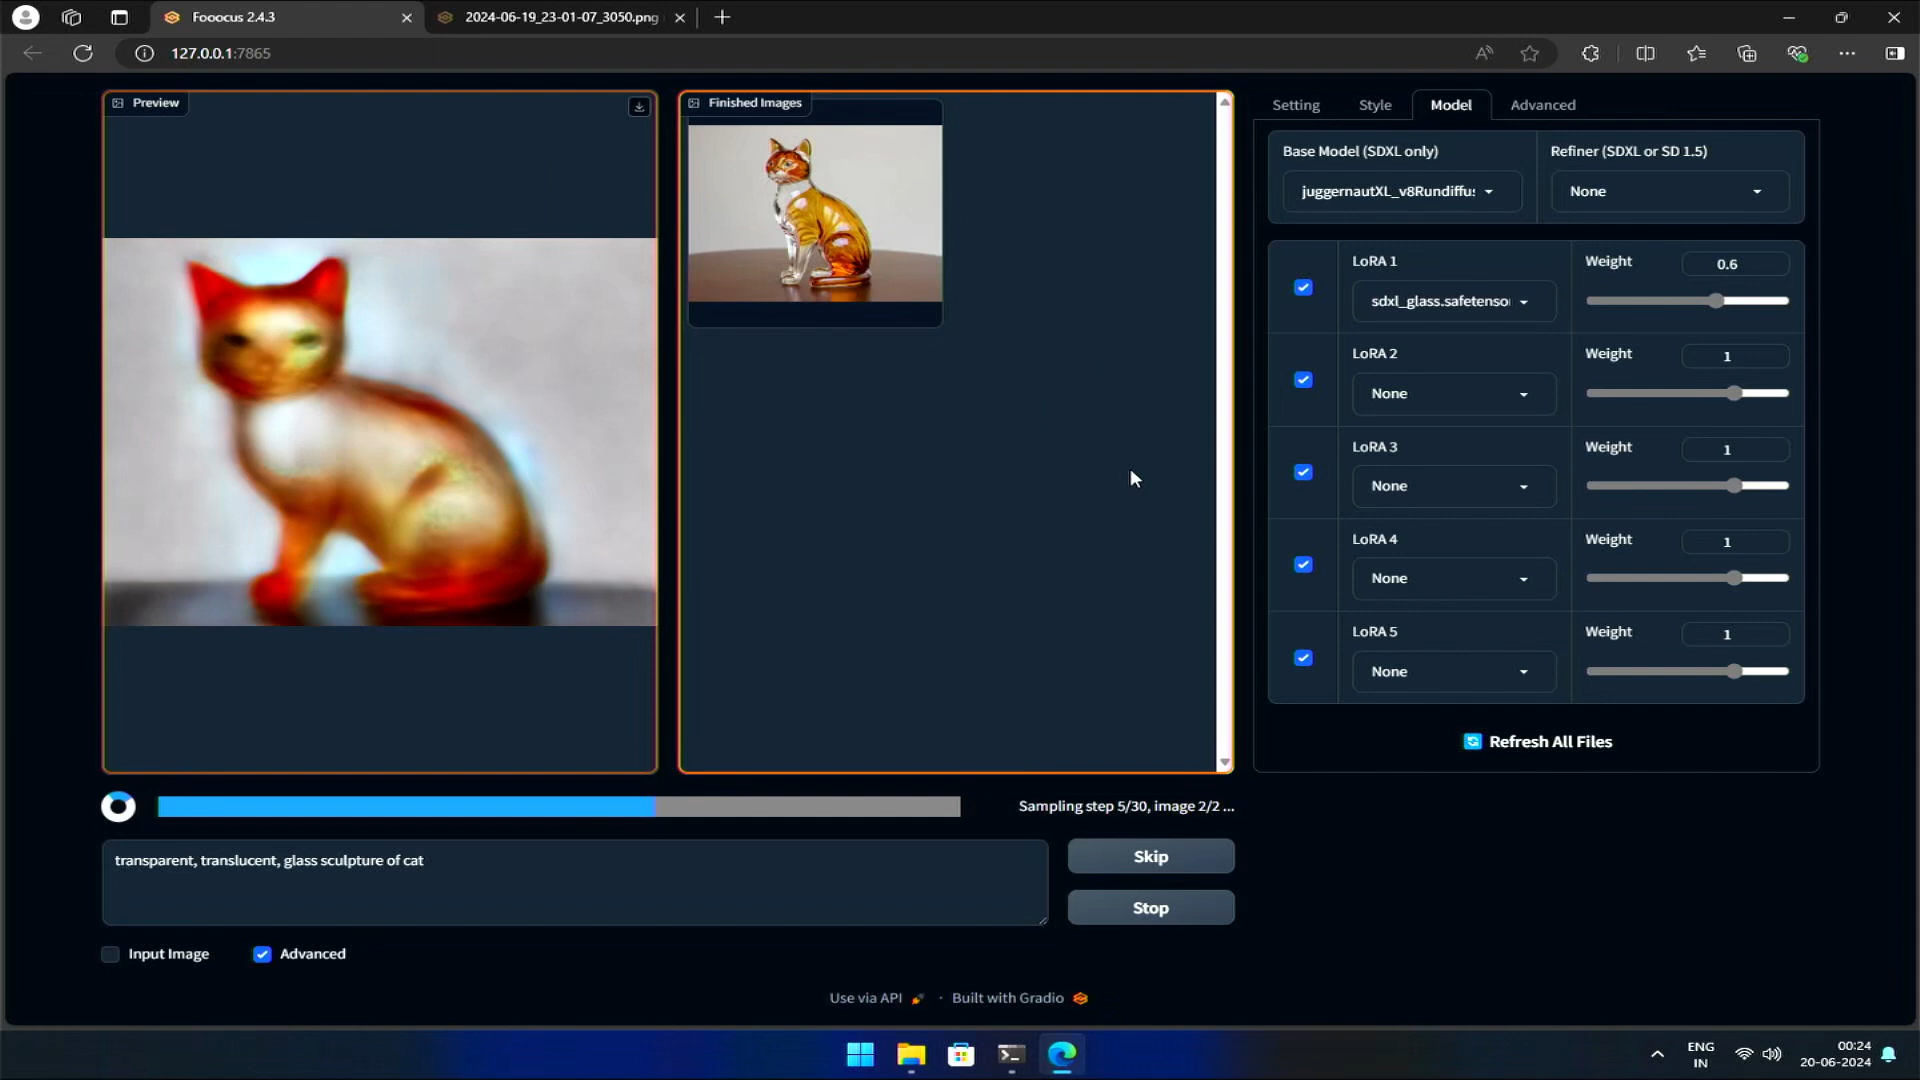 Fooocus 2.4.3
2024-06-19_23-01-07_3050.png
127.0.0.1:7865
Preview
Finished Images
Setting
Style
Model
Advanced
Base Model (SDXL only)
Refiner (SDXL or SD 1.5)
juggernautXL_v8Rundiffu
None
LoRA 1
Weight
0.6
sdxl_glass.safetenso
LoRA 2
Weight
1
None
LoRA 3
Weight
1
None
LoRA 4
Weight
1
None
LoRA 5
Weight
1
None
Refresh All Files
Sampling step 5/30, image 2/2 ...
transparent, translucent, glass sculpture of cat
Skip
Stop
Input Image
Advanced
Use via API · Built with Gradio
ENG
IN
00:24
20-06-2024